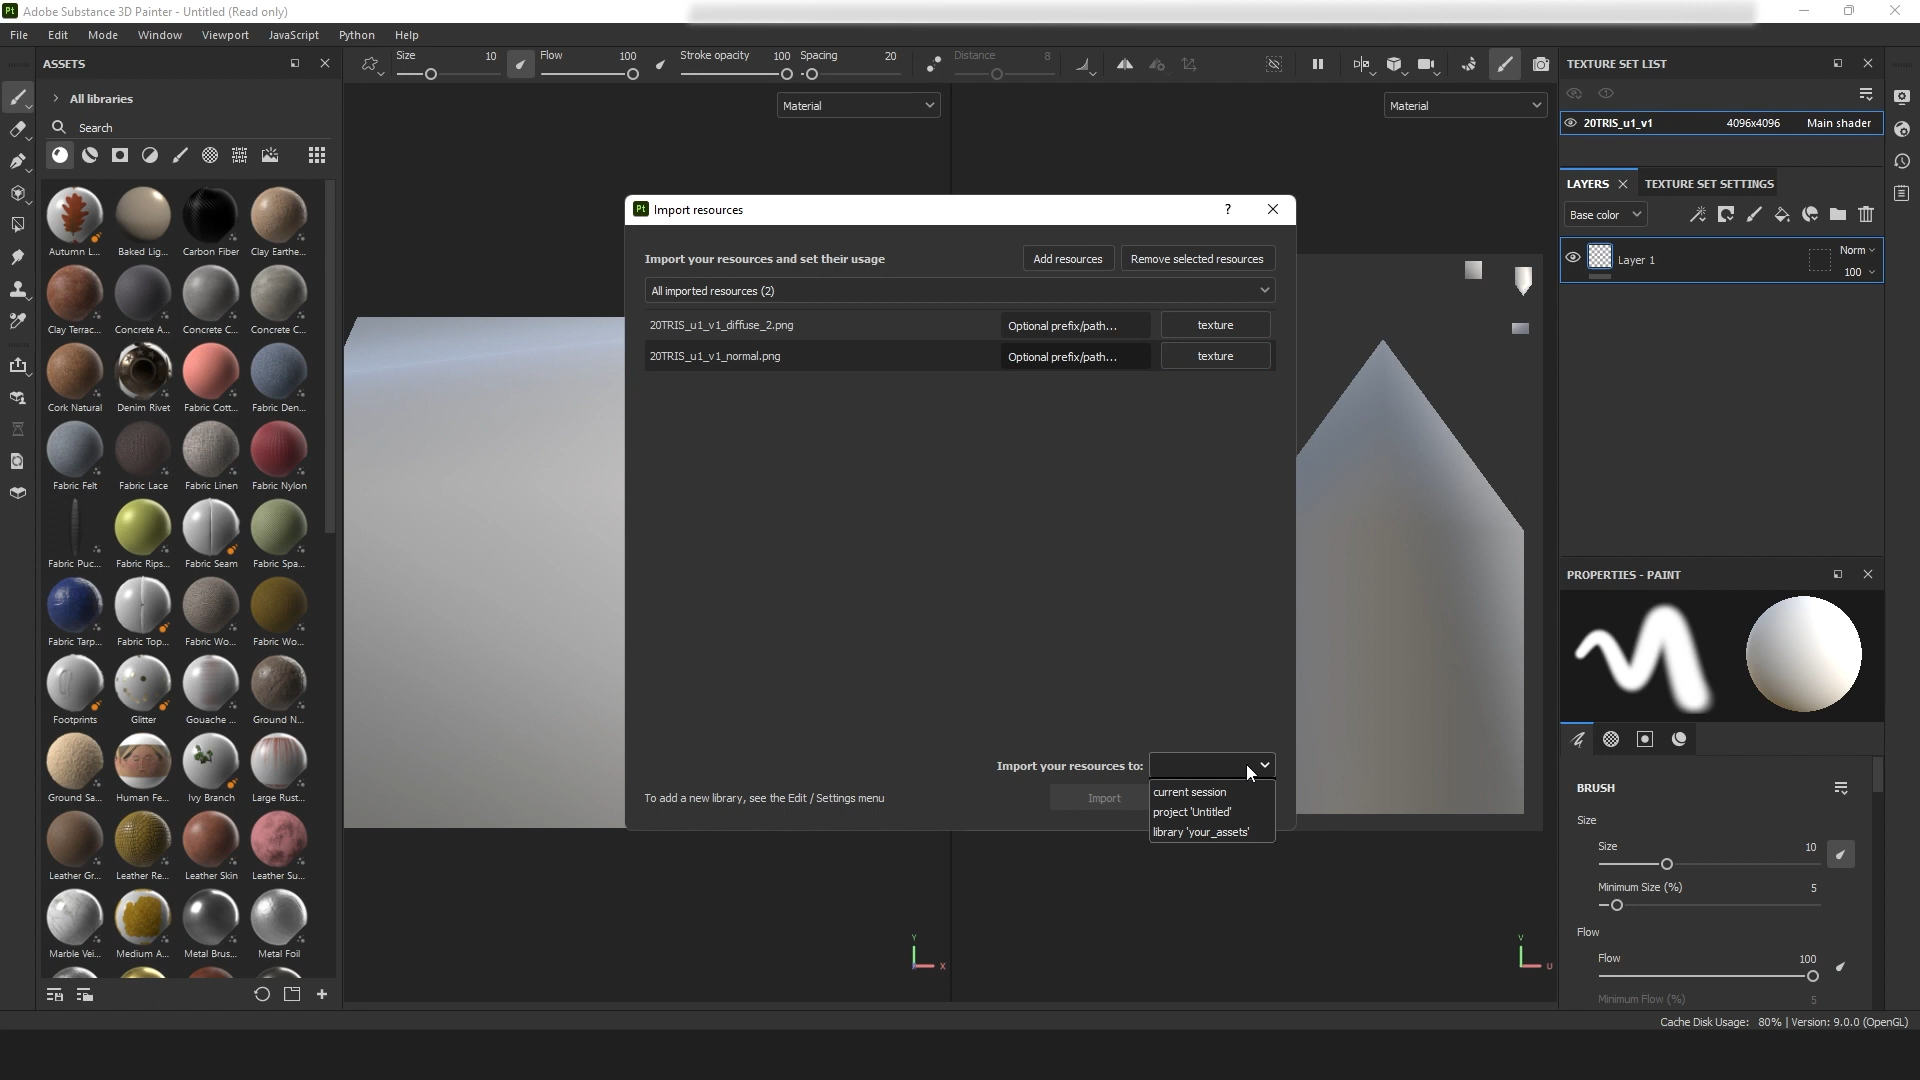 Pt Adobe Substance 3D Painter - Untitled (Read only)
File Edit Mode Window Viewport JavaScript Python Help
ASSETS
All libraries
Search
Autumn L... Baked Lig... Carbon Fiber Clay Earthe...
Clay Terrac... Concrete A... Concrete C... Concrete C...
Cork Natural Denim Rivet Fabric Cott... Fabric Den...
Fabric Felt Fabric Lace Fabric Linen Fabric Nylon
Fabric Puc... Fabric Rips... Fabric Seam Fabric Spa...
Fabric Tarp... Fabric Top... Fabric Wo... Fabric Wo...
Footprints Glitter Gouache ... Ground N...
Ground Sa... Human Fe... Ivy Branch Large Rust...
Leather Gr... Leather Re... Leather Skin Leather Su...
Marble Vei... Medium A... Metal Brus... Metal Foil
Size 10 Flow 100 Stroke opacity 100 Spacing 20 Distance 8
Material
Material
Pt Import resources ?
Import your resources and set their usage Add resources Remove selected resources
All imported resources (2)
20TRIS_u1_v1_diffuse_2.png Optional prefix/path... texture
20TRIS_u1_v1_normal.png Optional prefix/path... texture
Import your resources to:
current session
project 'Untitled'
library 'your_assets'
To add a new library, see the Edit / Settings menu Import
Y X
V U
TEXTURE SET LIST
20TRIS_u1_v1 4096x4096 Main shader
LAYERS TEXTURE SET SETTINGS
Base color
Layer 1 Norm
100
PROPERTIES - PAINT
BRUSH
Size
Size 10
Minimum Size (%) 5
Flow
Flow 100
Minimum Flow (%) 5
Cache Disk Usage: 80% | Version: 9.0.0 (OpenGL)